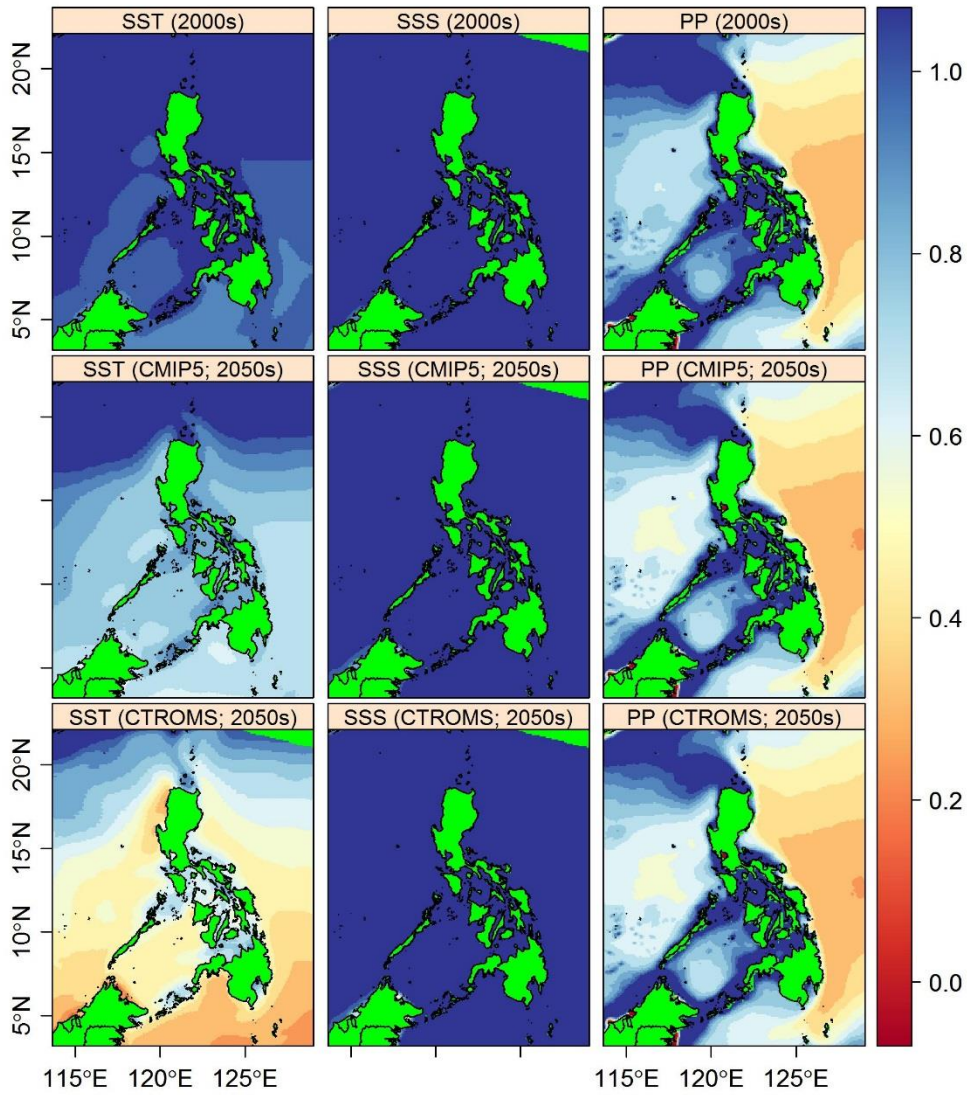 SST (2000s) SSS (2000s) PP (2000s)
20°N
15°N
10°N
5°N
SST (CMIP5; 2050s) SSS (CMIP5; 2050s) PP (CMIP5; 2050s)
SST (CTROMS; 2050s) SSS (CTROMS; 2050s) PP (CTROMS; 2050s)
20°N
15°N
10°N
5°N
115°E 120°E 125°E
115°E 120°E 125°E
1.0
0.8
0.6
0.4
0.2
0.0